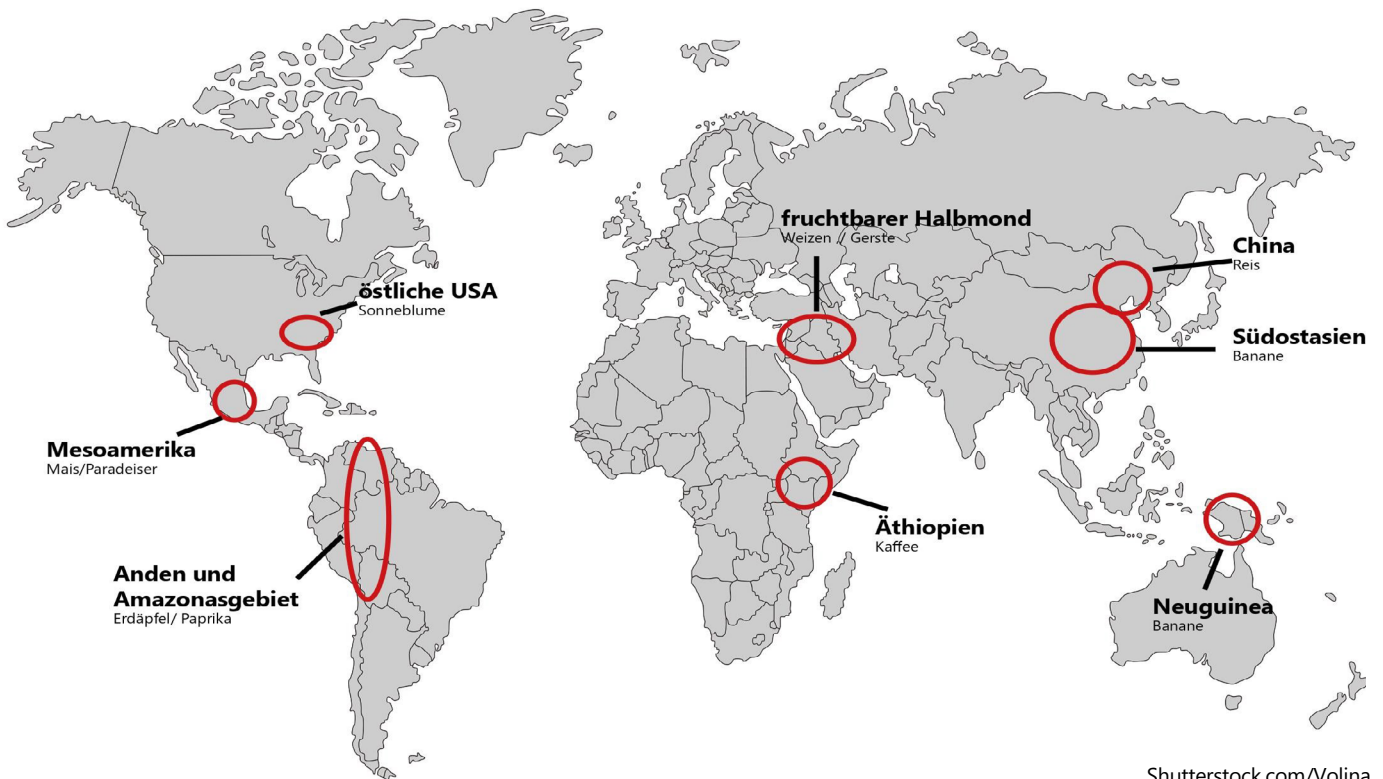 fruchtbarer Halbmond
Weizen / Gerste
China
Reis
östliche USA
Sonneblume
Südostasien
Banane
Mesoamerika
Mais/Paradeiser
Äthiopien
Kaffee
Anden und
Amazonasgebiet
Erdäpfel/ Paprika
Neuguinea
Banane
Shutterstock.com/Volina